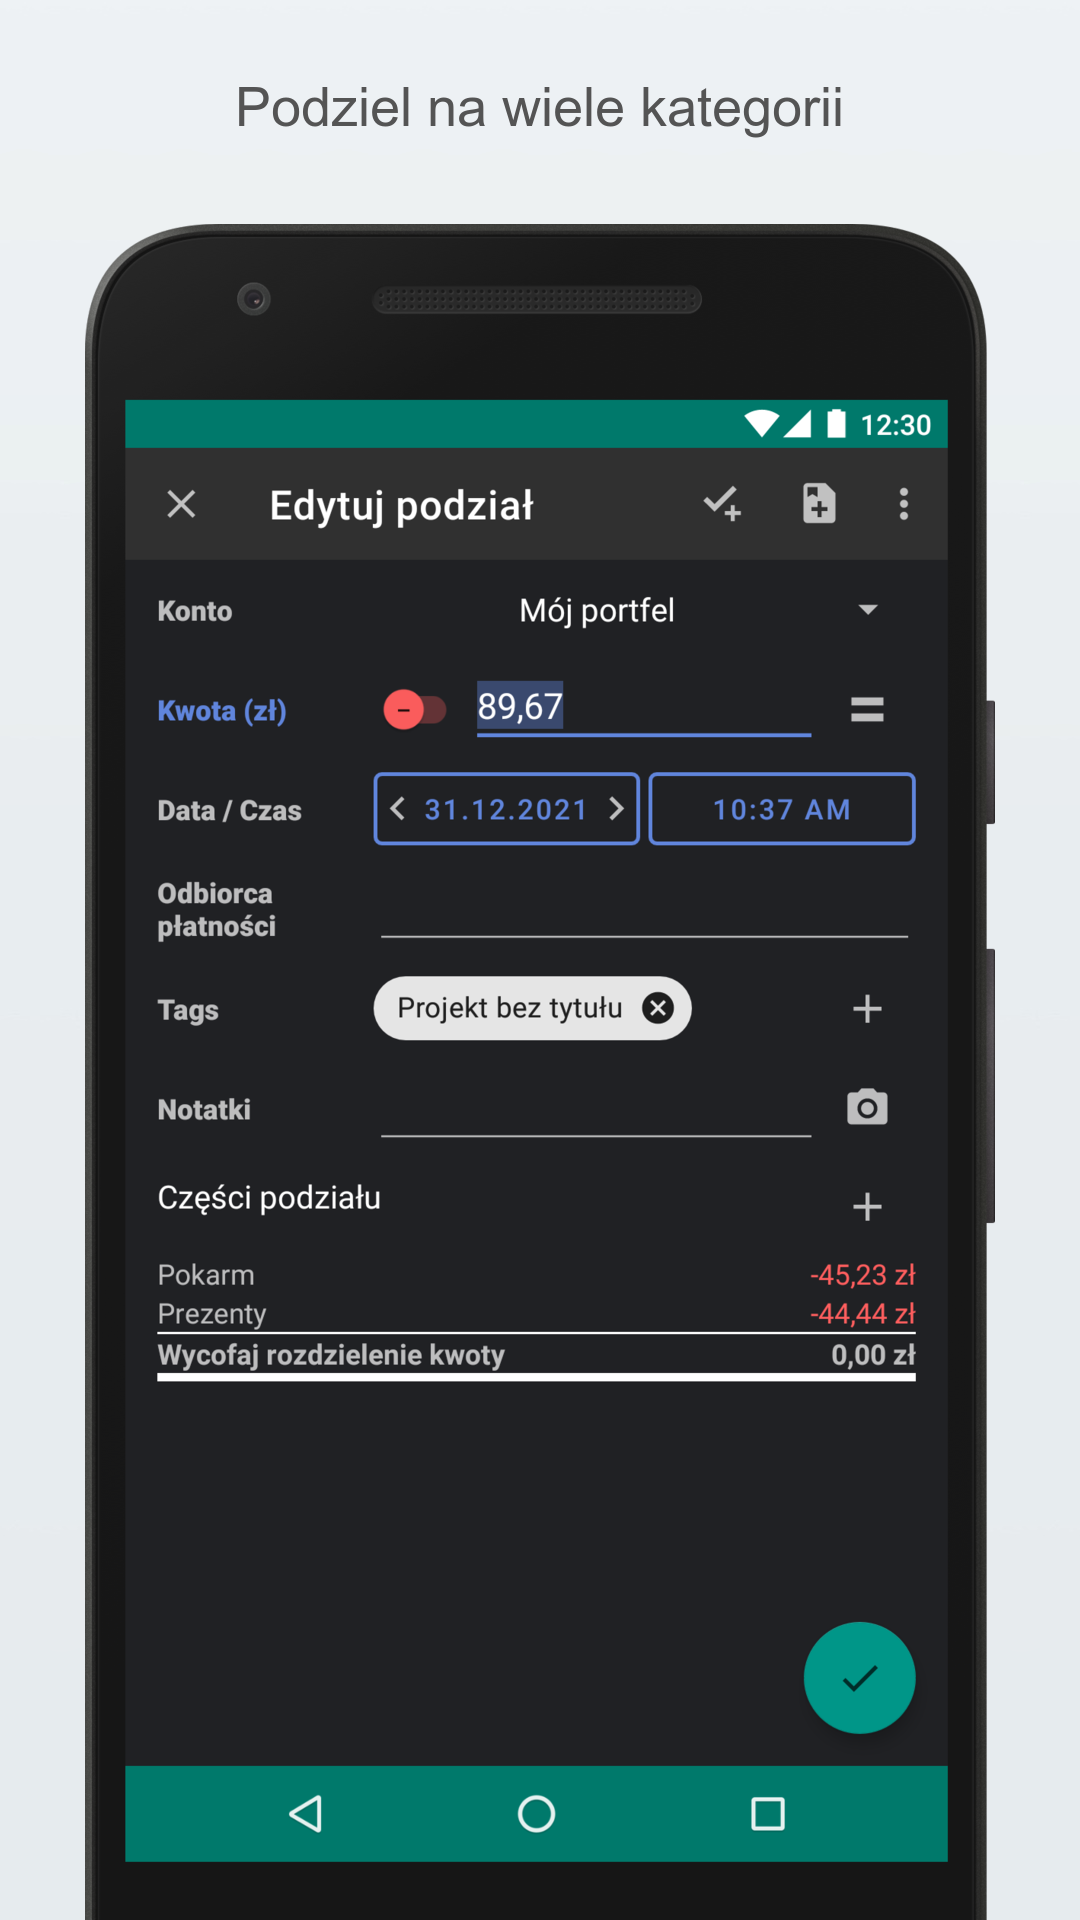 Podziel na wiele kategorii
12:30
Edytuj podział
Konto
Mój portfel
Kwota (zł)
89,67
Data / Czas
31.12.2021
10:37 AM
Odbiorca
płatności
Tags
Projekt bez tytułu
Notatki
Części podziału
Pokarm -45,23 zł
Prezenty -44,44 zł
Wycofaj rozdzielenie kwoty 0,00 zł